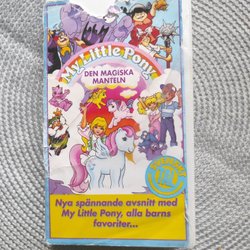 My Little Pony
DEN MAGISKA
MANTELN
Nya spännande avsnitt med
My Little Pony, alla barns
favoriter...